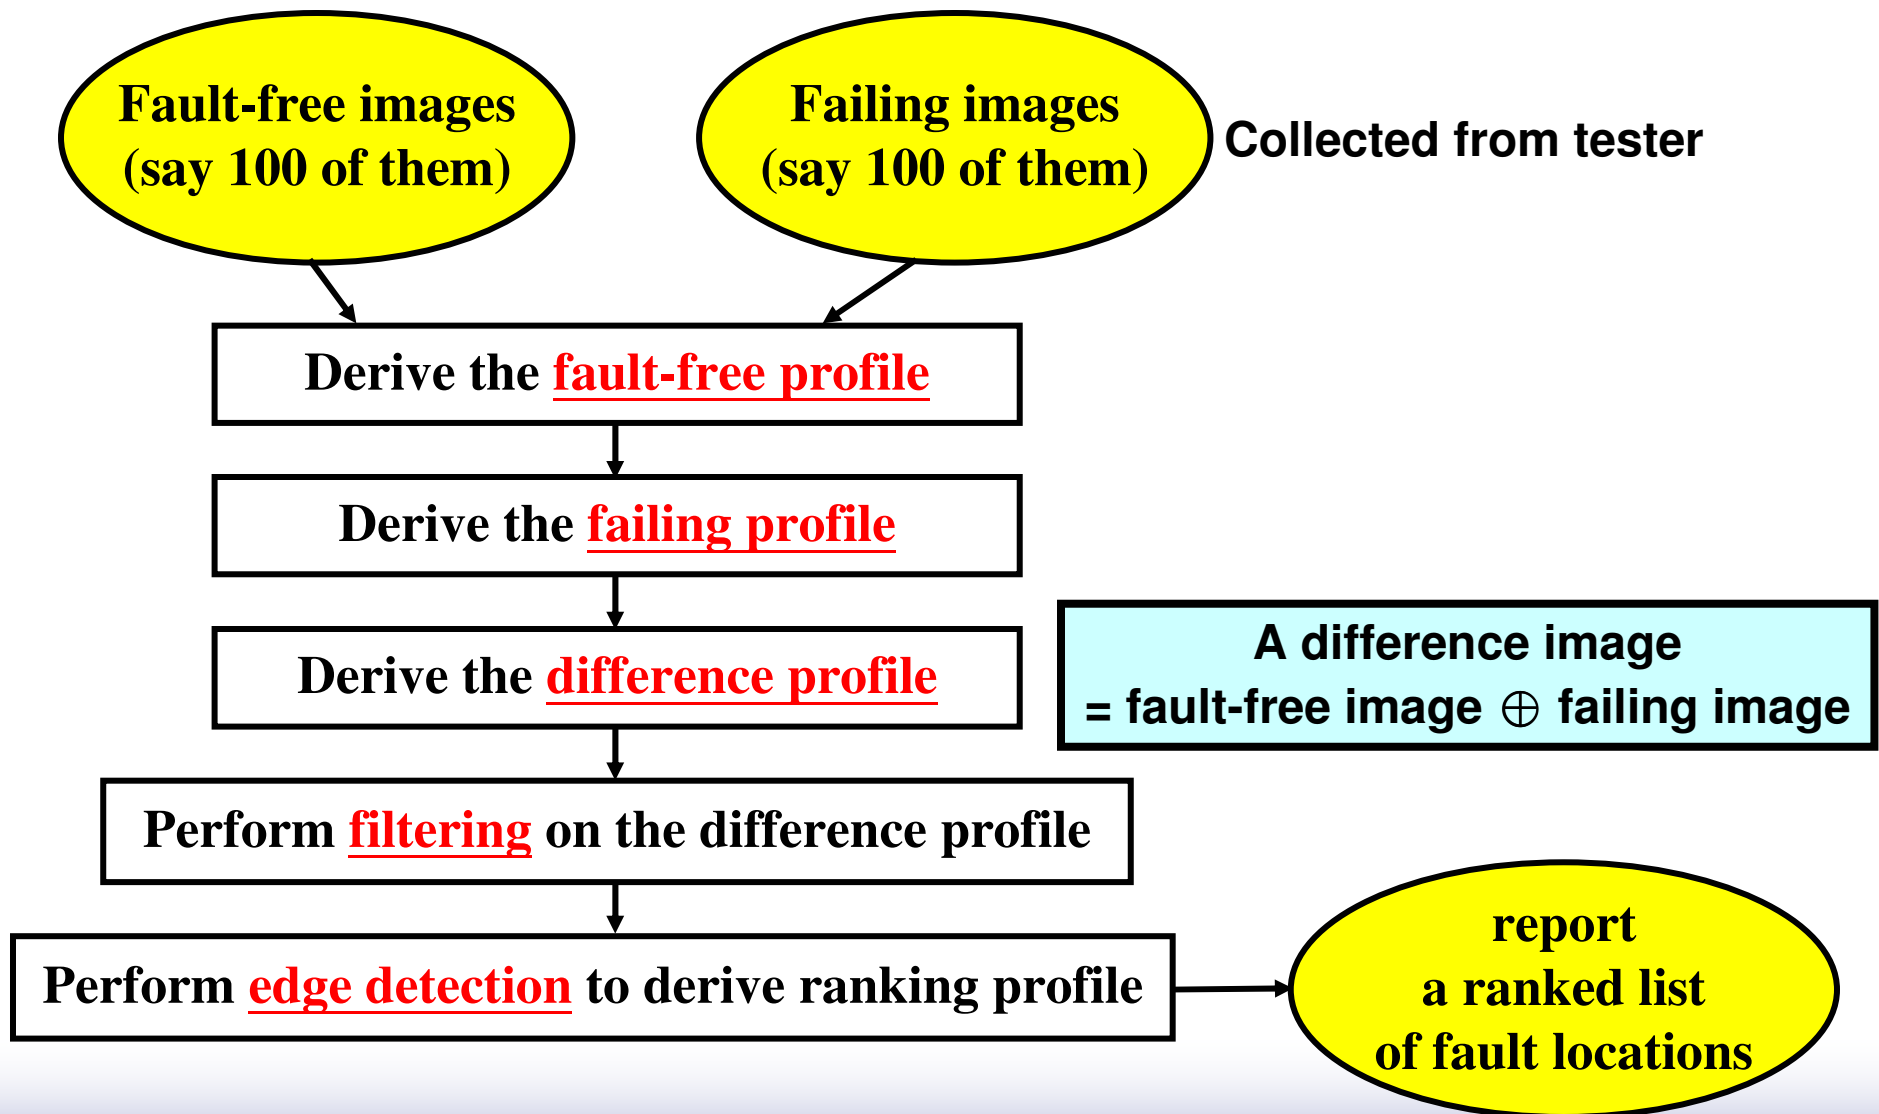 Fault-free images
(say 100 of them)
Failing images
(say 100 of them)
Collected from tester
Derive the fault-free profile
Derive the failing profile
Derive the difference profile
A difference image
= fault-free image ⊕ failing image
Perform filtering on the difference profile
Perform edge detection to derive ranking profile
report
a ranked list
of fault locations